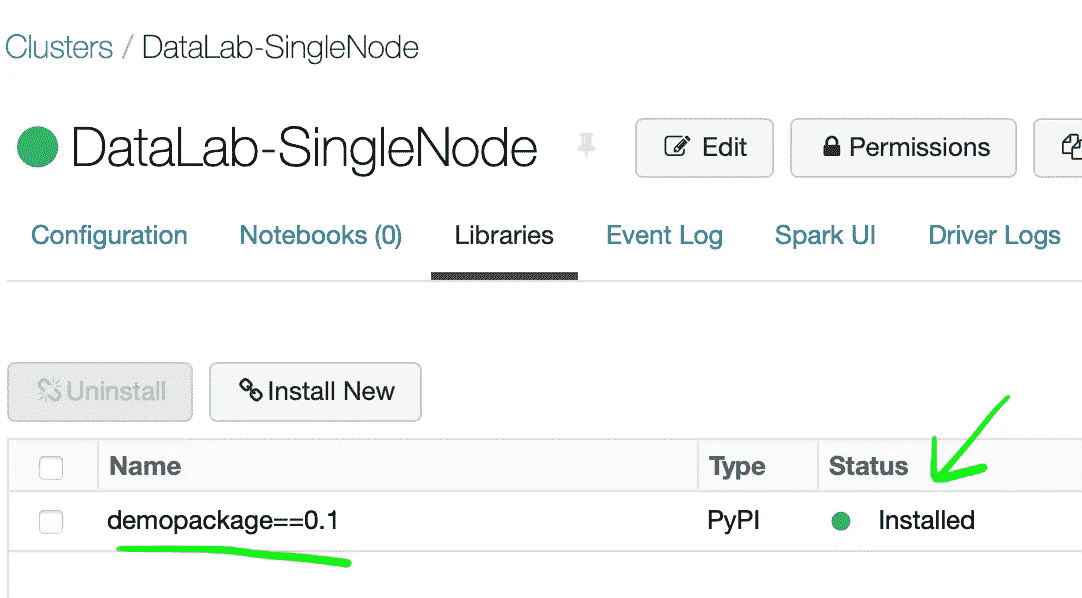 Clusters / DataLab-SingleNode
DataLab-SingleNode Edit Permissions
Configuration Notebooks (0) Libraries Event Log Spark UI Driver Logs
Uninstall Install New
Name Type Status
demopackage==0.1 PyPI Installed